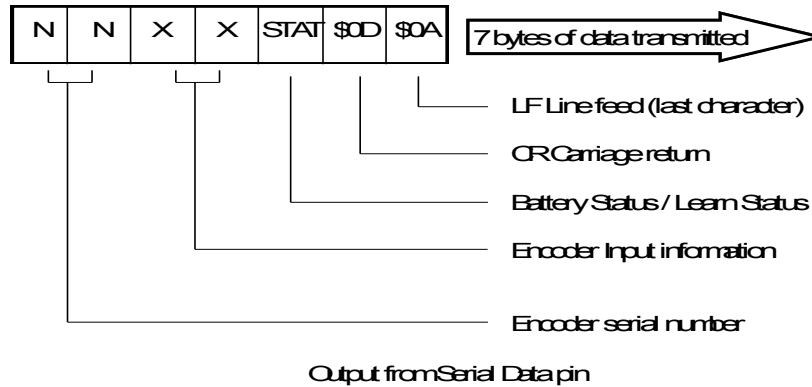 N N X X STAT $0D $0A
7 bytes of data transmitted
LF Line feed (last character)
CR Carriage return
Battery Status / Learn Status
Encoder Input information
Encoder serial number
Output from Serial Data pin